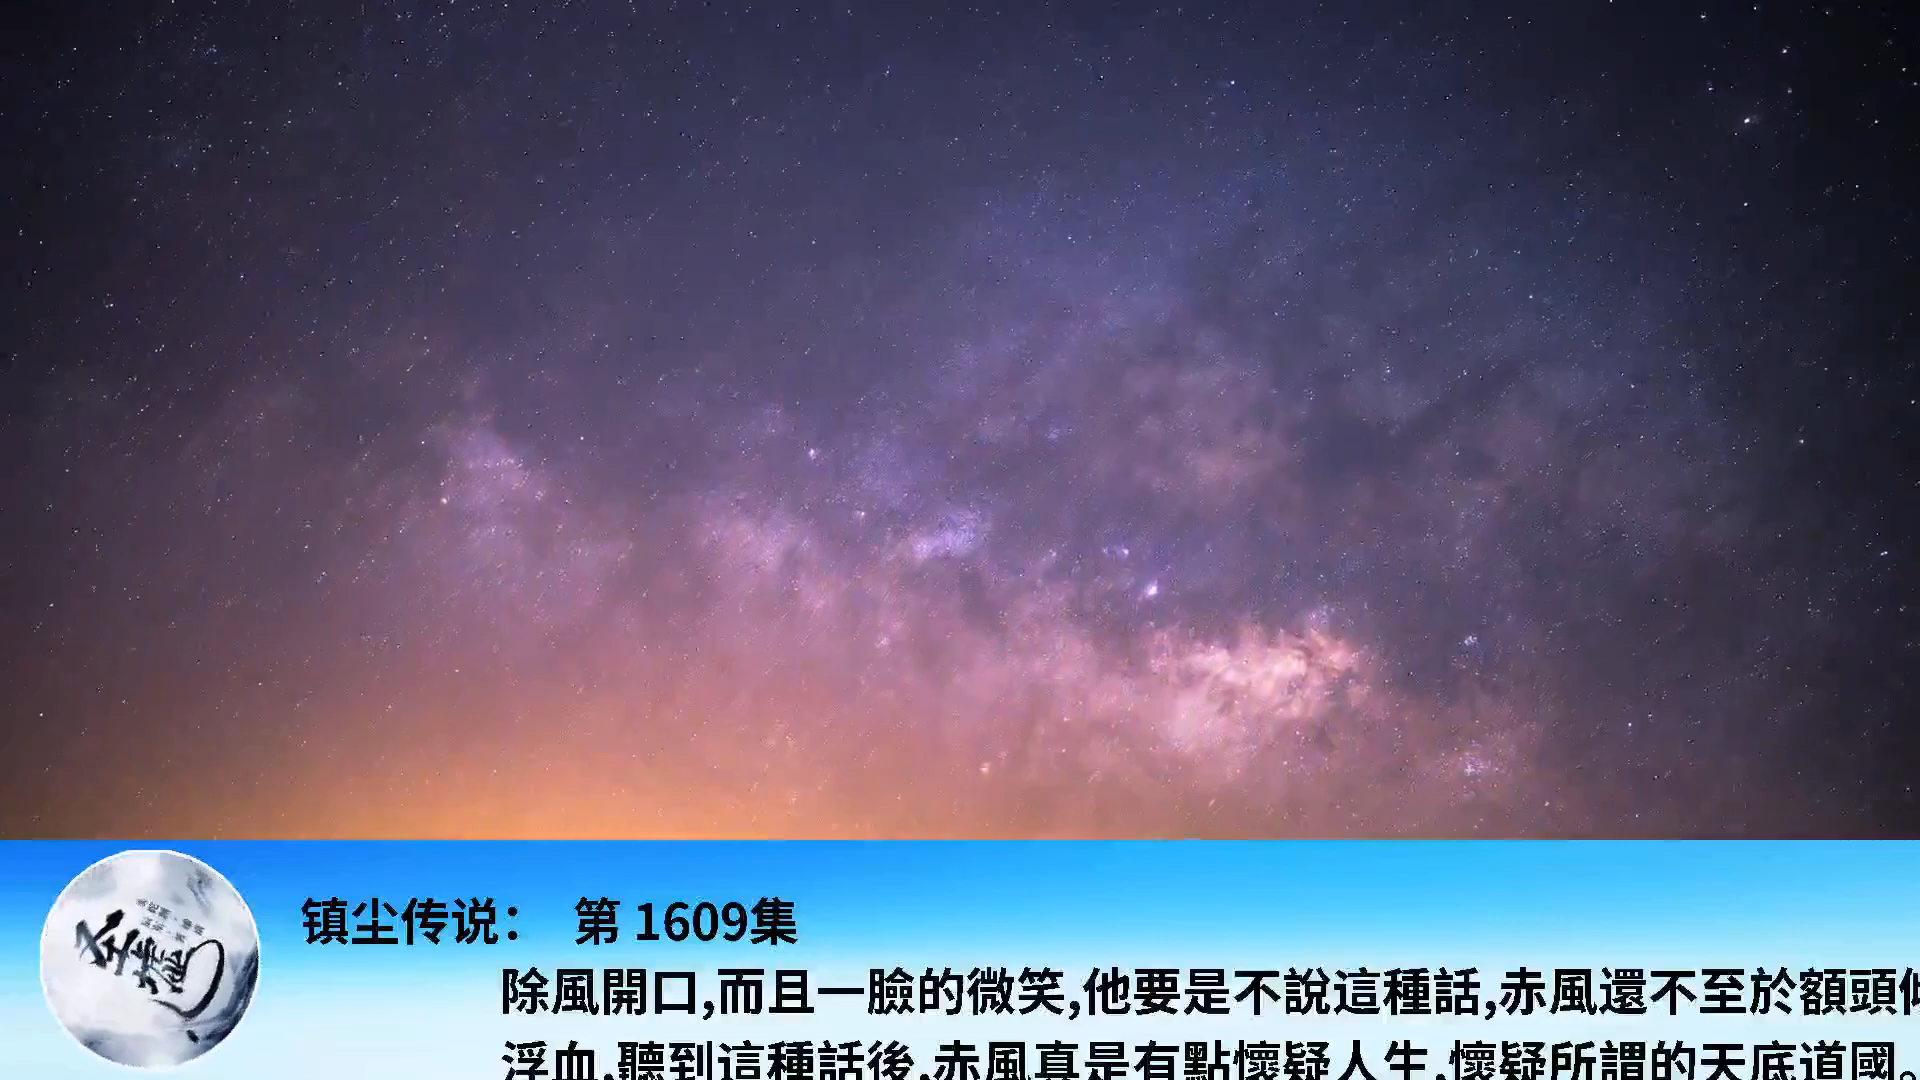 镇尘传说： 第 1609集
除風開口,而且一臉的微笑,他要是不說這種話,赤風還不至於額頭
浮血,聽到這種話後,赤風真是有點懷疑人生,懷疑所謂的天底道國。